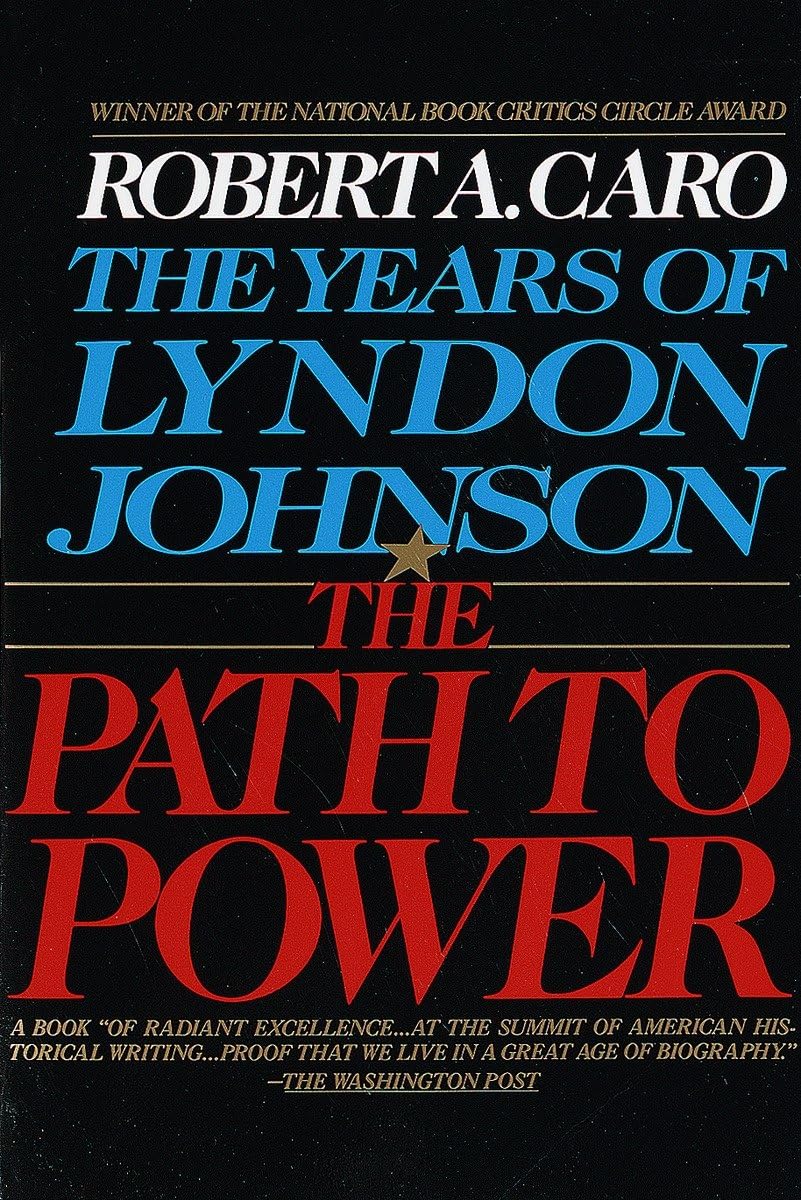 WINNER OF THE NATIONAL BOOK CRITICS CIRCLE AWARD
ROBERT A. CARO
THE YEARS OF
LYNDON
JOHNSON
THE
PATH TO
POWER
A BOOK “OF RADIANT EXCELLENCE...AT THE SUMMIT OF AMERICAN HIS-
TORICAL WRITING...PROOF THAT WE LIVE IN A GREAT AGE OF BIOGRAPHY.”
—THE WASHINGTON POST